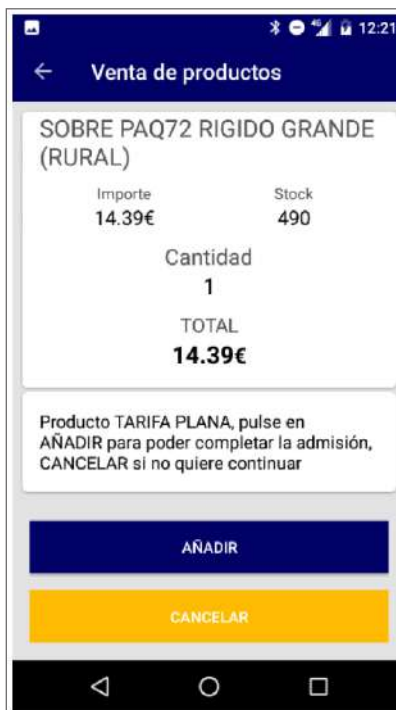 4G 12:21
Venta de productos
SOBRE PAQ72 RIGIDO GRANDE
(RURAL)
Importe Stock
14.39€ 490
Cantidad
1
TOTAL
14.39€
Producto TARIFA PLANA, pulse en
AÑADIR para poder completar la admisión,
CANCELAR si no quiere continuar
AÑADIR
CANCELAR